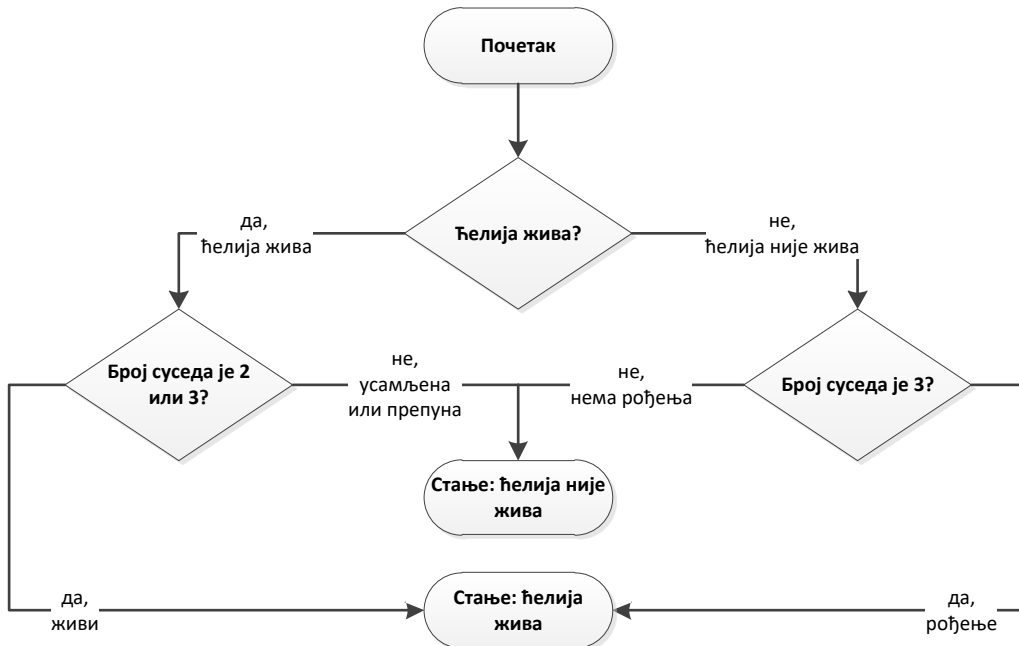 Почетак
да,
ћелија жива
Ћелија жива?
не,
ћелија није жива
Број суседа је 2
или 3?
не,
усамљена
или препуна
не,
нема рођења
Број суседа је 3?
Стање: ћелија није
жива
да,
живи
Стање: ћелија
жива
да,
рођење